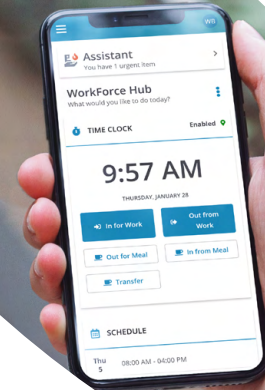 WB
Assistant
You have 1 urgent item
WorkForce Hub
What would you like to do today?
TIME CLOCK
Enabled
9:57 AM
THURSDAY, JANUARY 28
In for Work
Out from
Work
Out for Meal
In from Meal
Transfer
SCHEDULE
Thu
5
08:00 AM - 04:00 PM